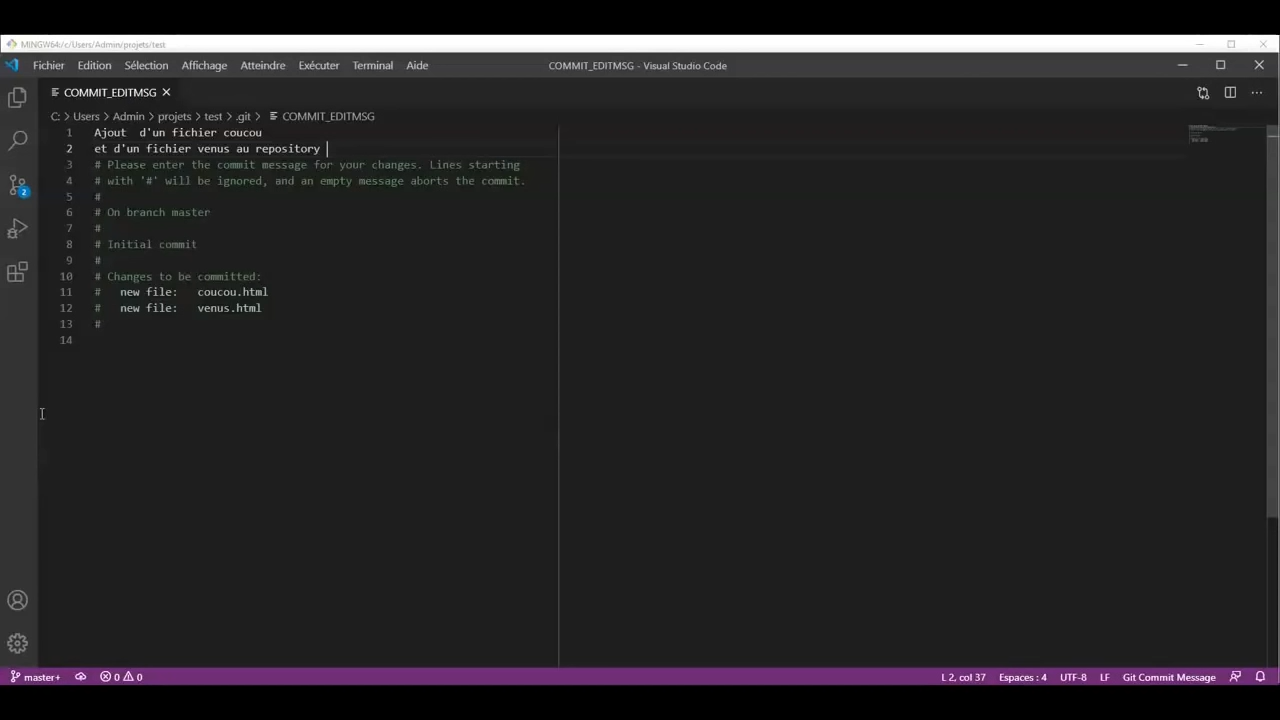 MINGW64:/c/Users/Admin/projets/test
Fichier Edition Sélection Affichage Atteindre Exécuter Terminal Aide COMMIT_EDITMSG - Visual Studio Code
COMMIT_EDITMSG
C: > Users > Admin > projets > test > .git > COMMIT_EDITMSG
1 Ajout  d'un fichier coucou
2 et d'un fichier venus au repository
3 # Please enter the commit message for your changes. Lines starting
4 # with '#' will be ignored, and an empty message aborts the commit.
5 #
6 # On branch master
7 #
8 # Initial commit
9 #
10 # Changes to be committed:
11 #   new file:   coucou.html
12 #   new file:   venus.html
13 #
14
2
master+ 0 0 L 2, col 37 Espaces : 4 UTF-8 LF Git Commit Message